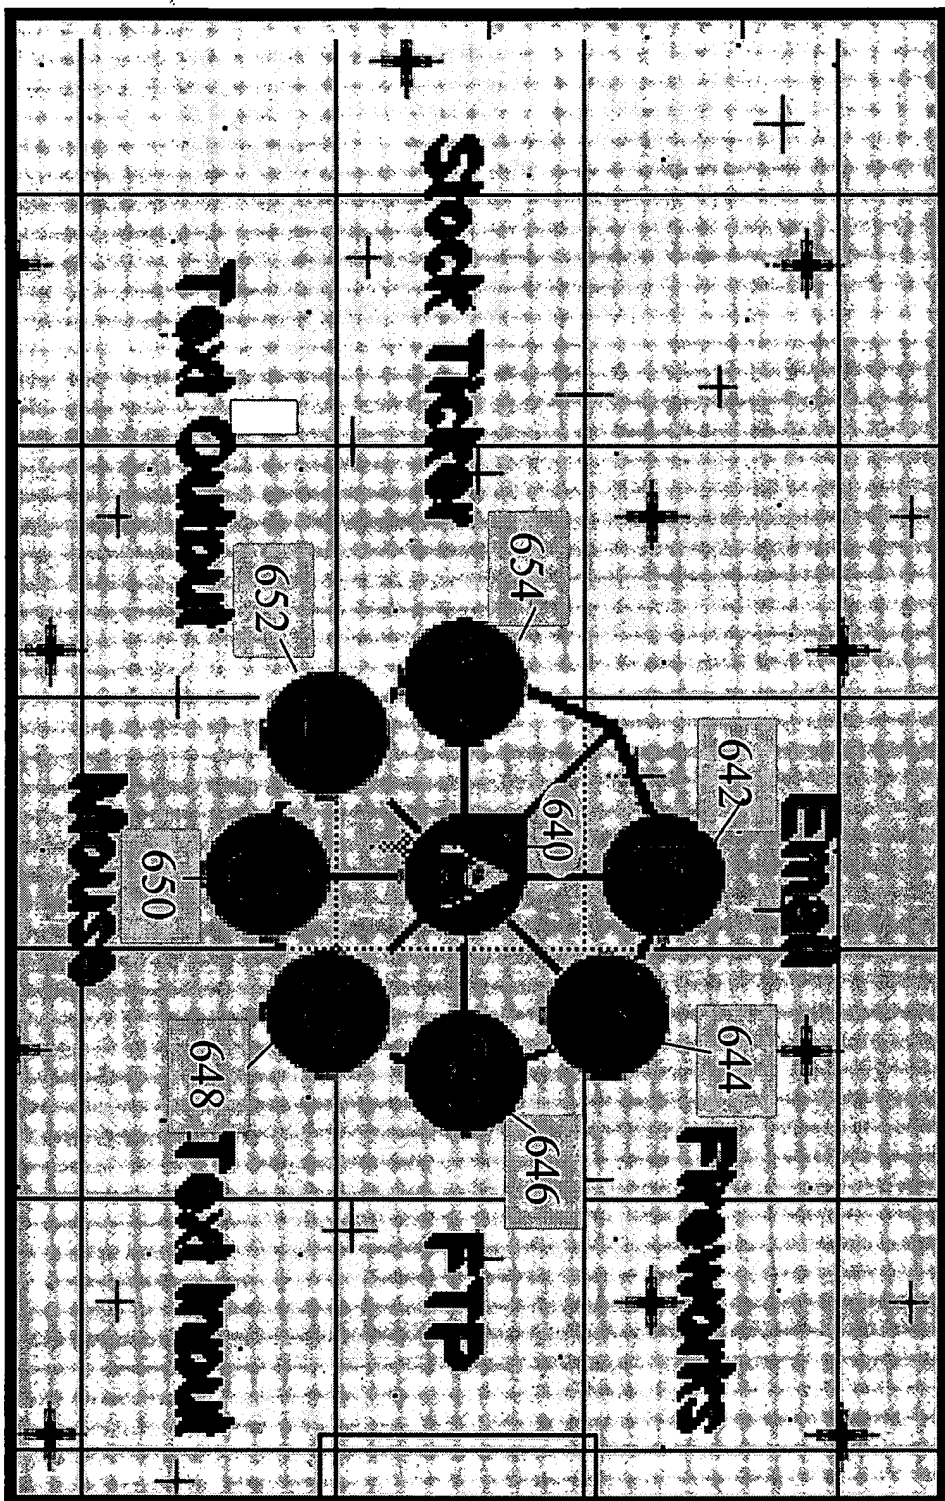 Email
642
644
Fireworks
640
654
646
Stock Ticker
FTP
652
648
Text Output
Text Input
650
Mouse